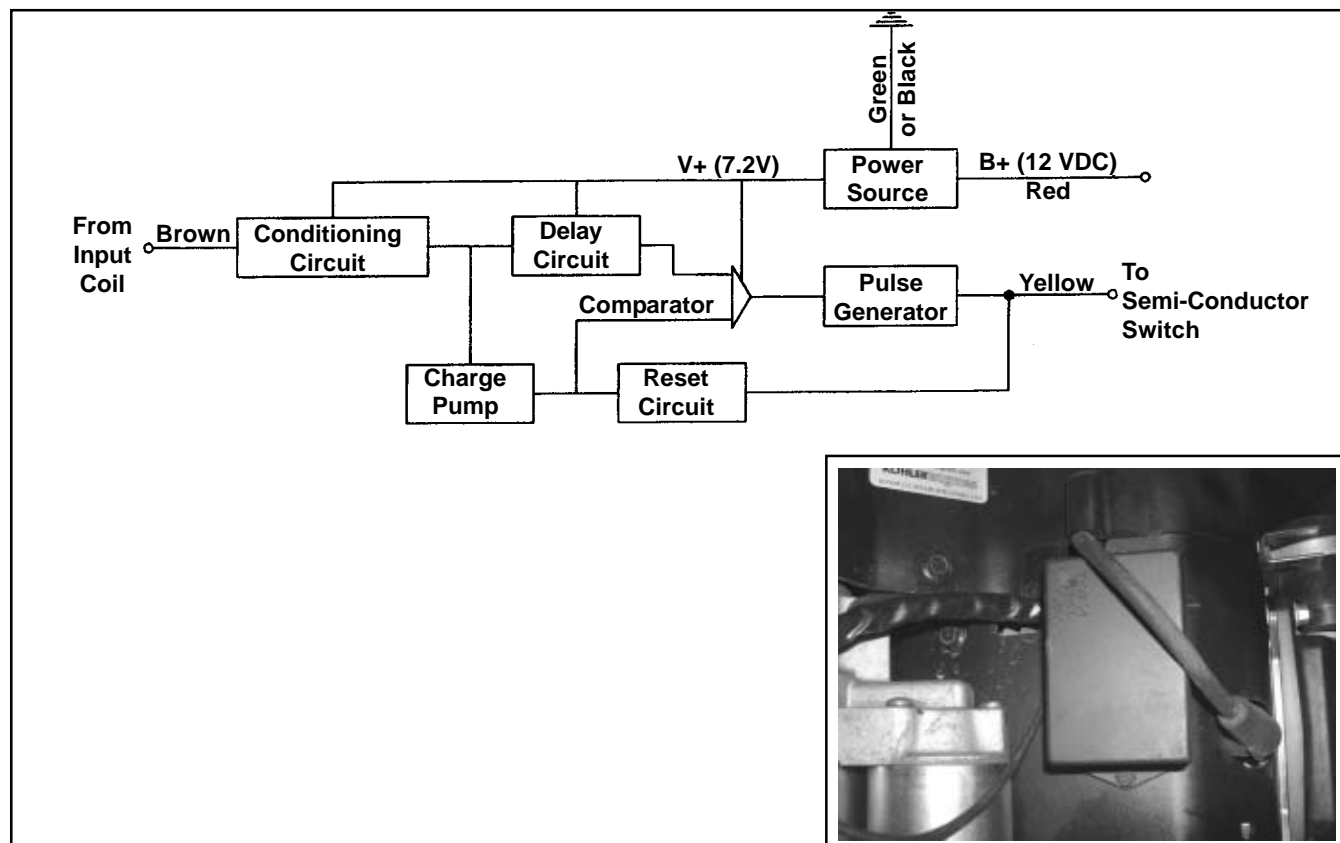 Green
or Black
V+ (7.2V)
Power
Source
B+ (12 VDC)
Red
From
Input
Coil
Brown
Conditioning
Circuit
Delay
Circuit
Comparator
Pulse
Generator
Yellow
To
Semi-Conductor
Switch
Charge
Pump
Reset
Circuit
KOHLER